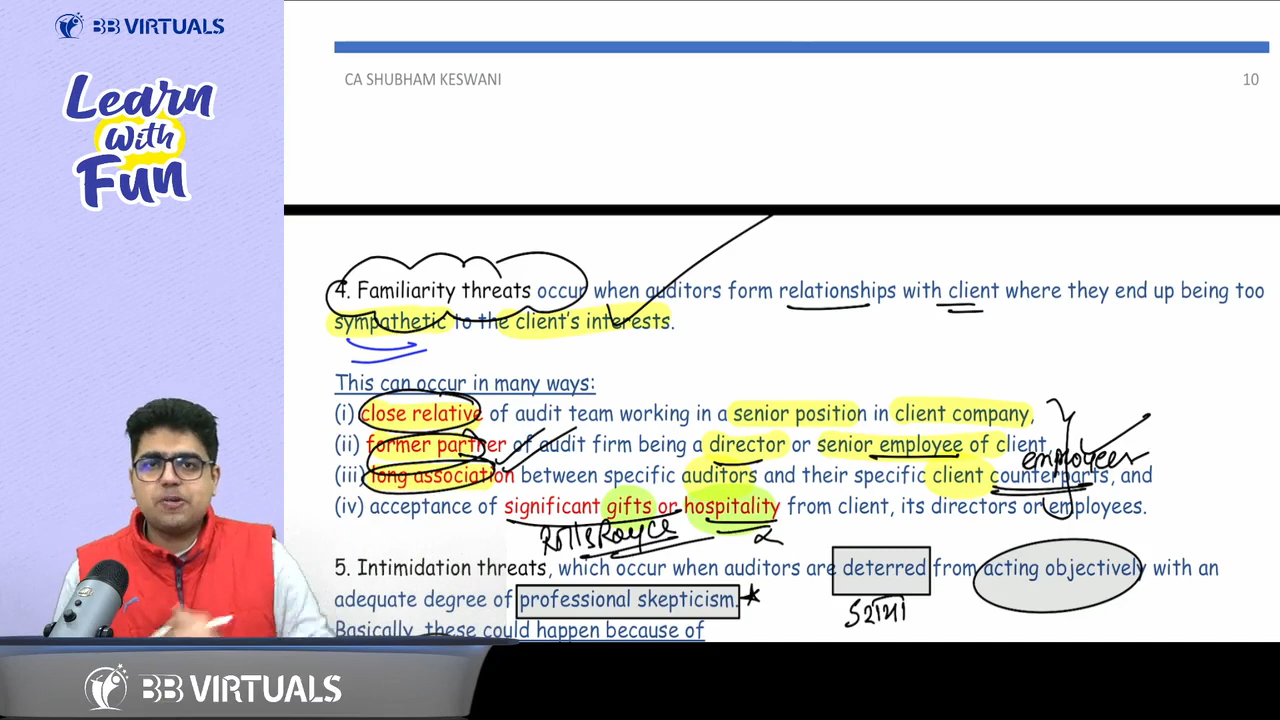 BB VIRTUALS
Learn
with
Fun
CA SHUBHAM KESWANI
10
4. Familiarity threats occur when auditors form relationships with client where they end up being too
sympathetic to the client's interests.
This can occur in many ways:
(i) close relative of audit team working in a senior position in client company,
(ii) former partner of audit firm being a director or senior employee of client,
employees
(iii) long association between specific auditors and their specific client counterparts, and
(iv) acceptance of significant gifts or hospitality from client, its directors or employees.
Rolls Royce
5. Intimidation threats, which occur when auditors are deterred from acting objectively with an
adequate degree of professional skepticism.
डराना
Basically, these could happen because of
BB VIRTUALS